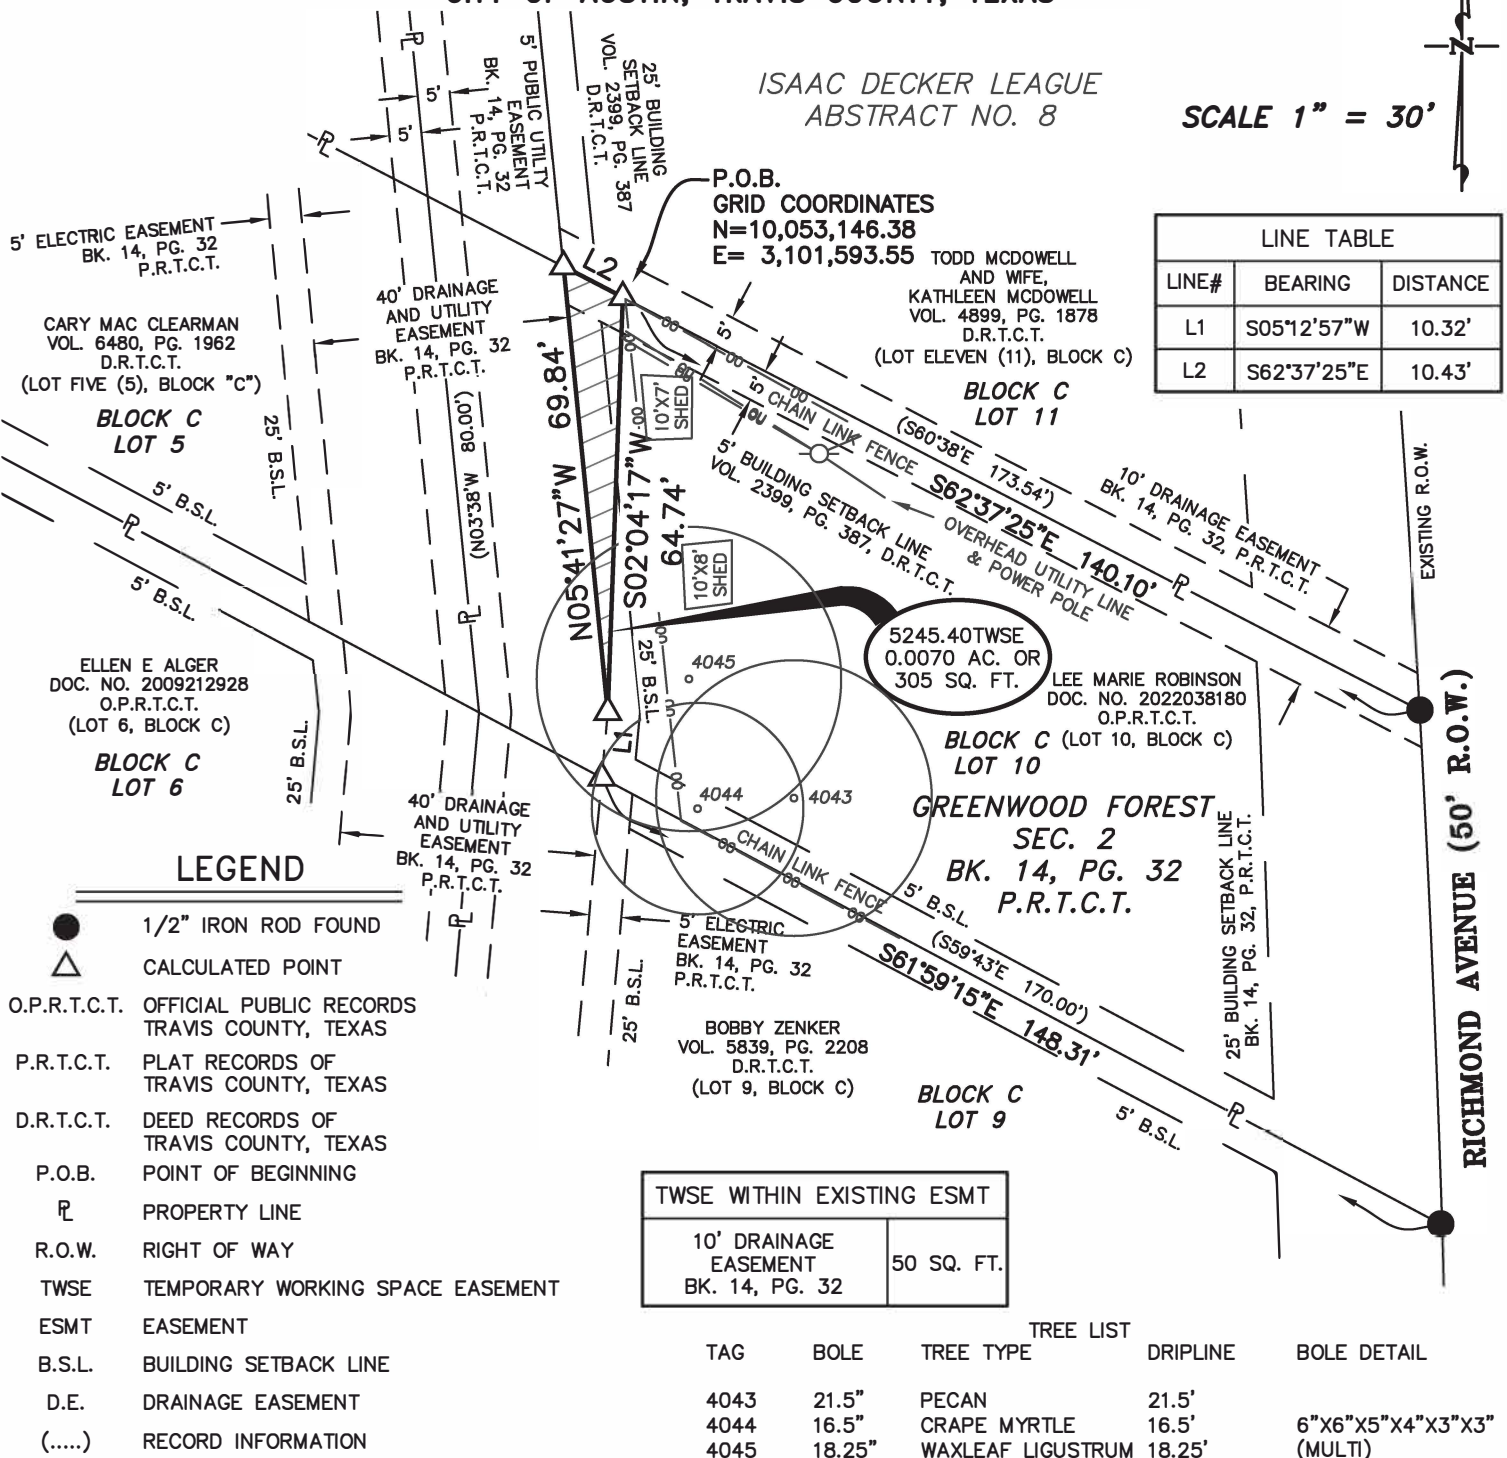 CITY OF AUSTIN, TRAVIS COUNTY, TEXAS
ISAAC DECKER LEAGUE
ABSTRACT NO. 8
N
SCALE 1" = 30'
PL
5'
5'
BK. 14, PG. 32
P.R.T.C.T.
5' PUBLIC UTILTY
EASEMENT
25' BUILDING
SETBACK LINE
VOL. 2399, PG. 387
D.R.T.C.T.
PL
P.O.B.
GRID COORDINATES
N=10,053,146.38
E= 3,101,593.55
LINE TABLE
LINE# BEARING DISTANCE
L1 S05°12'57"W 10.32'
L2 S62°37'25"E 10.43'
5' ELECTRIC EASEMENT
BK. 14, PG. 32
P.R.T.C.T.
40' DRAINAGE
AND UTILITY
EASEMENT
BK. 14, PG. 32
P.R.T.C.T.
CARY MAC CLEARMAN
VOL. 6480, PG. 1962
D.R.T.C.T.
(LOT FIVE (5), BLOCK "C")
BLOCK C
LOT 5
TODD MCDOWELL
AND WIFE,
KATHLEEN MCDOWELL
VOL. 4899, PG. 1878
D.R.T.C.T.
(LOT ELEVEN (11), BLOCK C)
BLOCK C
LOT 11
L2
5'
5'
10'X7'
SHED
CHAIN LINK FENCE
(S60°38'E 173.54')
S62°37'25"E 140.10'
PL
5' BUILDING SETBACK LINE
VOL. 2399, PG. 387, D.R.T.C.T.
OVERHEAD UTILITY LINE
& POWER POLE
10' DRAINAGE EASEMENT
BK. 14, PG. 32, P.R.T.C.T.
EXISTING R.O.W.
25' B.S.L.
(N03°38'W 80.00')
N05°41'27"W 69.84'
S02°04'17"W
64.74'
10'X8'
SHED
5' B.S.L.
PL
5' B.S.L.
PL
ELLEN E ALGER
DOC. NO. 2009212928
O.P.R.T.C.T.
(LOT 6, BLOCK C)
BLOCK C
LOT 6
25' B.S.L.
25' B.S.L.
4045
4044
4043
L1
5245.40TWSE
0.0070 AC. OR
305 SQ. FT.
LEE MARIE ROBINSON
DOC. NO. 2022038180
O.P.R.T.C.T.
(LOT 10, BLOCK C)
BLOCK C
LOT 10
GREENWOOD FOREST
SEC. 2
BK. 14, PG. 32
P.R.T.C.T.
25' BUILDING SETBACK LINE
BK. 14, PG. 32, P.R.T.C.T.
RICHMOND AVENUE (50' R.O.W.)
40' DRAINAGE
AND UTILITY
EASEMENT
BK. 14, PG. 32
P.R.T.C.T.
PL
CHAIN LINK FENCE
5' B.S.L.
(S59°43'E 170.00')
S61°59'15"E 148.31'
5' ELECTRIC
EASEMENT
BK. 14, PG. 32
P.R.T.C.T.
25' B.S.L.
BOBBY ZENKER
VOL. 5839, PG. 2208
D.R.T.C.T.
(LOT 9, BLOCK C)
BLOCK C
LOT 9
5' B.S.L.
PL
LEGEND
1/2" IRON ROD FOUND
CALCULATED POINT
O.P.R.T.C.T. OFFICIAL PUBLIC RECORDS
TRAVIS COUNTY, TEXAS
P.R.T.C.T. PLAT RECORDS OF
TRAVIS COUNTY, TEXAS
D.R.T.C.T. DEED RECORDS OF
TRAVIS COUNTY, TEXAS
P.O.B. POINT OF BEGINNING
PL PROPERTY LINE
R.O.W. RIGHT OF WAY
TWSE TEMPORARY WORKING SPACE EASEMENT
ESMT EASEMENT
B.S.L. BUILDING SETBACK LINE
D.E. DRAINAGE EASEMENT
(.....) RECORD INFORMATION
TWSE WITHIN EXISTING ESMT
10' DRAINAGE
EASEMENT
BK. 14, PG. 32
50 SQ. FT.
TREE LIST
TAG BOLE TREE TYPE DRIPLINE BOLE DETAIL
4043 21.5" PECAN 21.5'
4044 16.5" CRAPE MYRTLE 16.5' 6"X6"X5"X4"X3"X3"
4045 18.25" WAXLEAF LIGUSTRUM 18.25' (MULTI)